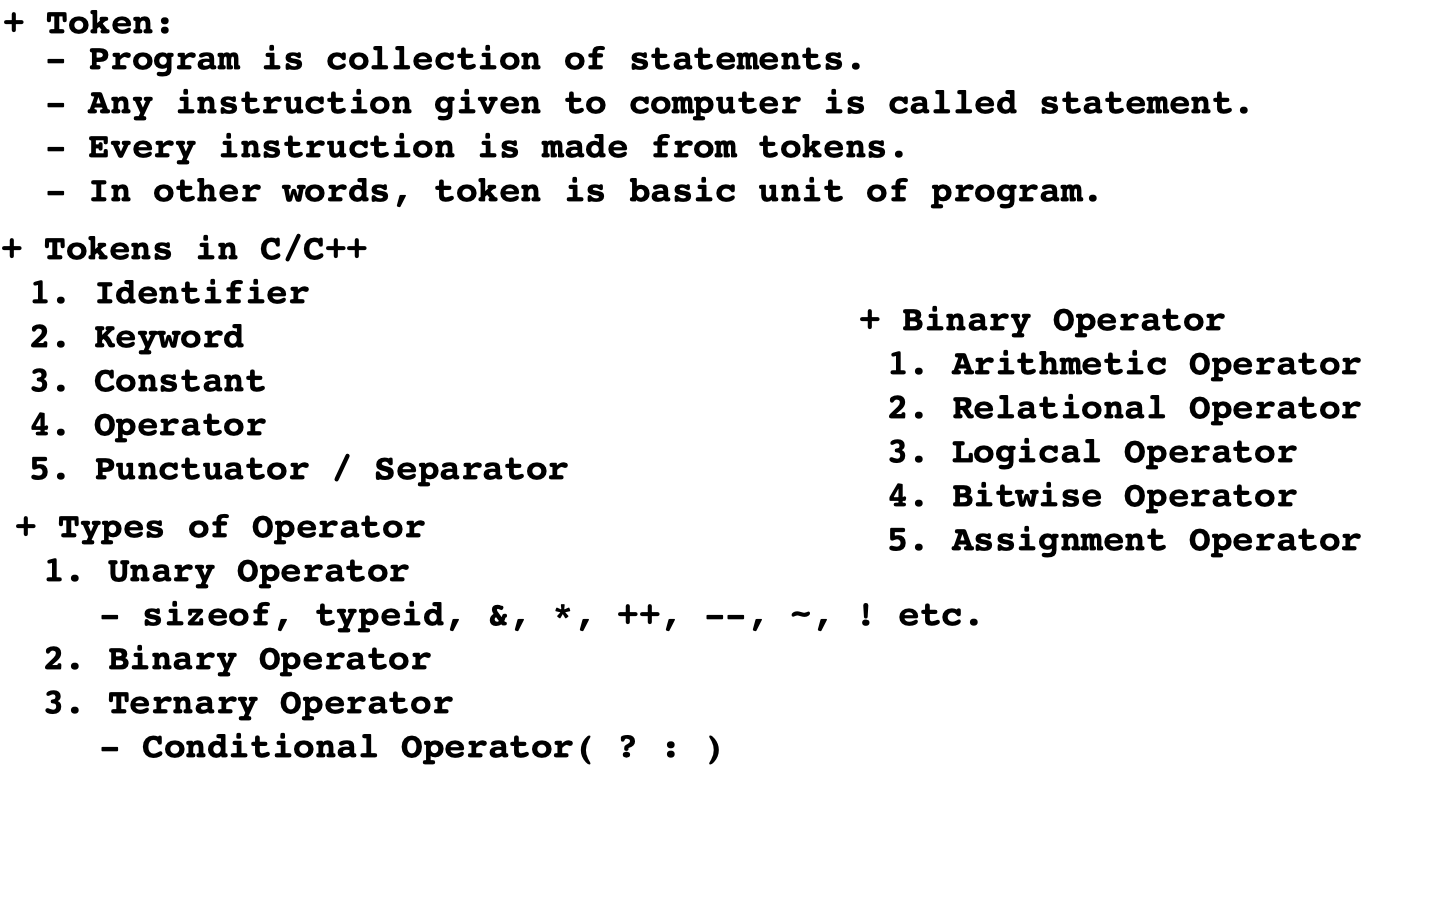 + Token:
- Program is collection of statements.
- Any instruction given to computer is called statement.
- Every instruction is made from tokens.
- In other words, token is basic unit of program.
+ Tokens in C/C++
1. Identifier
2. Keyword
3. Constant
4. Operator
5. Punctuator / Separator
+ Types of Operator
1. Unary Operator
- sizeof, typeid, &, *, ++, --, ~, ! etc.
2. Binary Operator
3. Ternary Operator
- Conditional Operator( ? : )
+ Binary Operator
1. Arithmetic Operator
2. Relational Operator
3. Logical Operator
4. Bitwise Operator
5. Assignment Operator